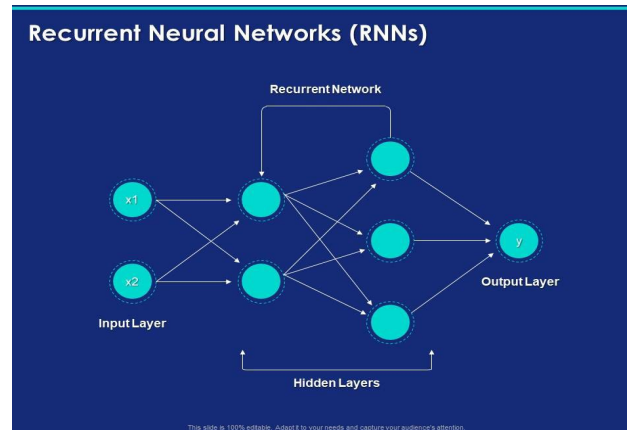 Recurrent Neural Networks (RNNs)
Recurrent Network
x1
x2
y
Output Layer
Input Layer
Hidden Layers
This slide is 100% editable. Adapt it to your needs and capture your audience's attention.